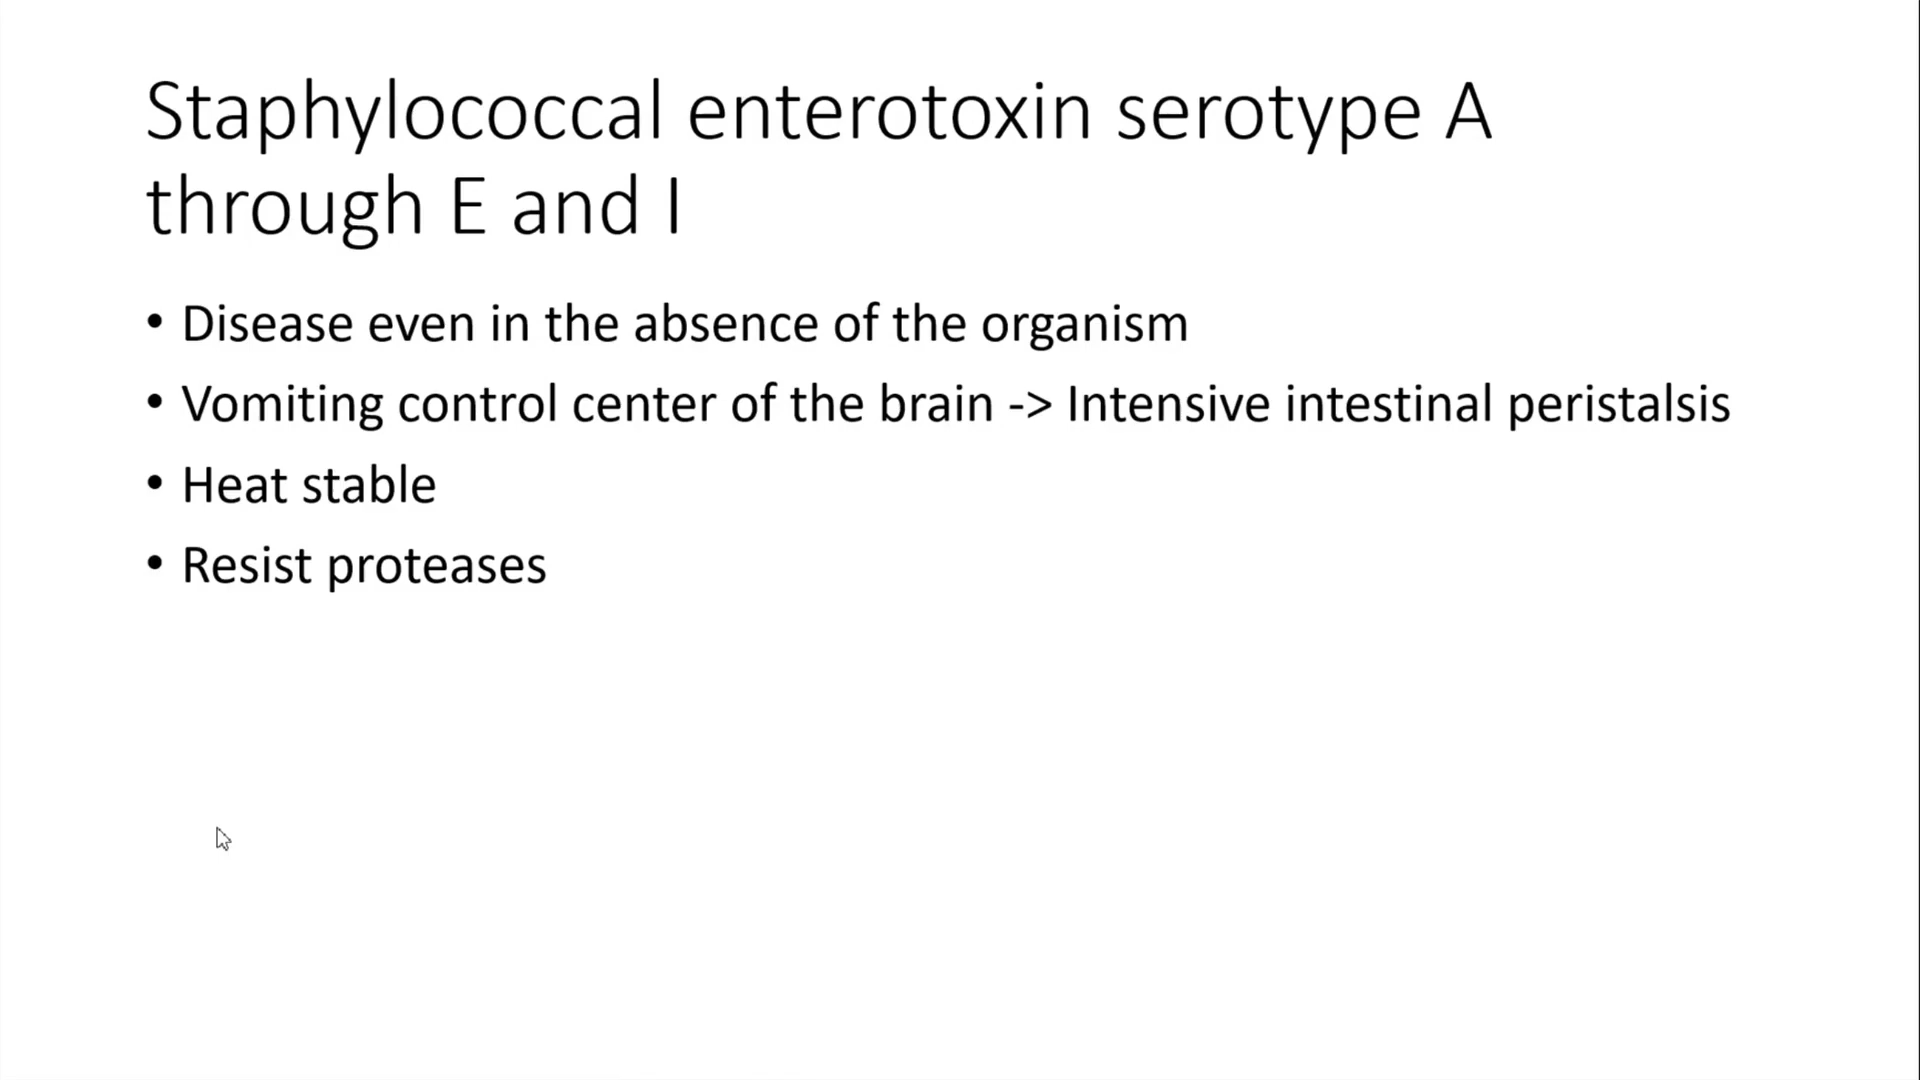 Staphylococcal enterotoxin serotype A
through E and I
• Disease even in the absence of the organism
• Vomiting control center of the brain -> Intensive intestinal peristalsis
• Heat stable
• Resist proteases